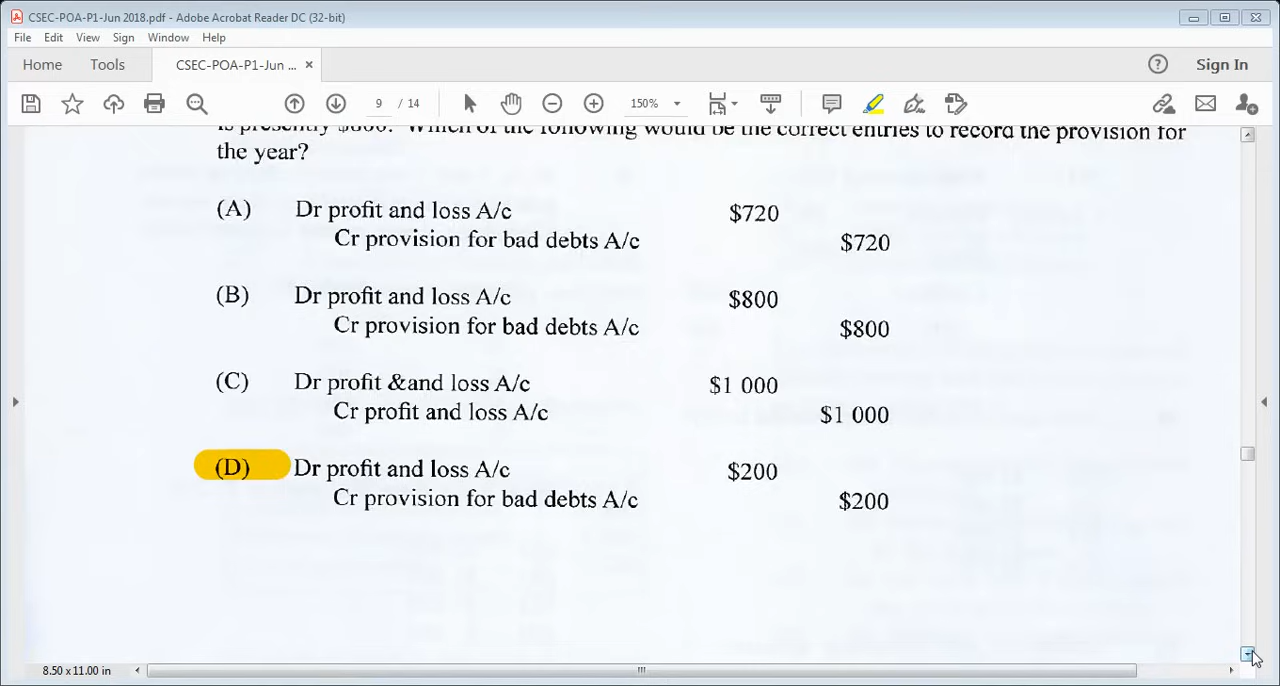 CSEC-POA-P1-Jun 2018.pdf - Adobe Acrobat Reader DC (32-bit)
File Edit View Sign Window Help
Home Tools CSEC-POA-P1-Jun ... × Sign In
9 / 14 150%
is presently $800. Which of the following would be the correct entries to record the provision for
the year?
(A) Dr profit and loss A/c $720
Cr provision for bad debts A/c $720
(B) Dr profit and loss A/c $800
Cr provision for bad debts A/c $800
(C) Dr profit &and loss A/c $1 000
Cr profit and loss A/c $1 000
(D) Dr profit and loss A/c $200
Cr provision for bad debts A/c $200
8.50 x 11.00 in